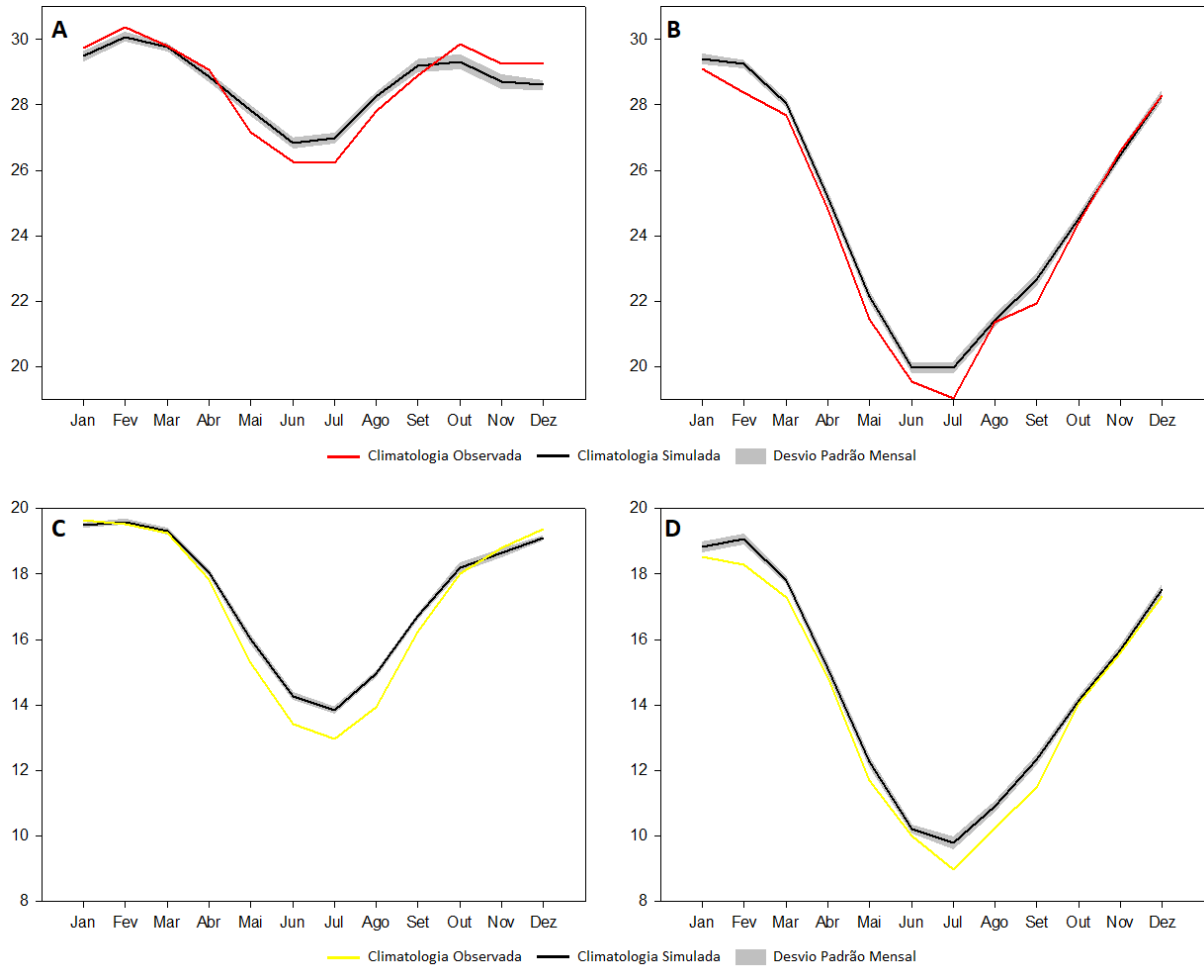 A
30
28
26
24
22
20
Jan Fev Mar Abr Mai Jun Jul Ago Set Out Nov Dez
B
30
28
26
24
22
20
Jan Fev Mar Abr Mai Jun Jul Ago Set Out Nov Dez
Climatologia Observada Climatologia Simulada Desvio Padrão Mensal
C
20
18
16
14
12
10
8
Jan Fev Mar Abr Mai Jun Jul Ago Set Out Nov Dez
D
20
18
16
14
12
10
8
Jan Fev Mar Abr Mai Jun Jul Ago Set Out Nov Dez
Climatologia Observada Climatologia Simulada Desvio Padrão Mensal